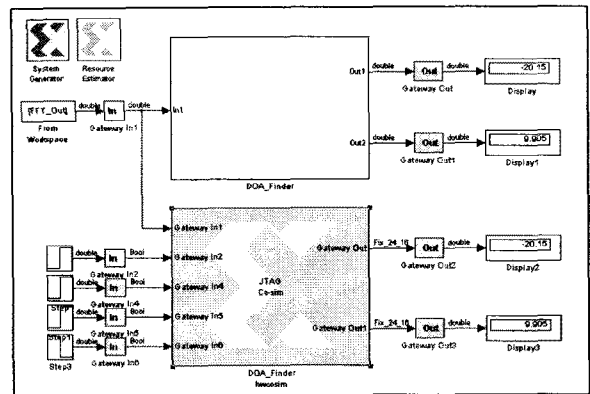 System Generator
Resource Estimator
[FFT_Out]
From Workspace
double
In
Gateway In1
double
In1
Out1
Out2
DOA_Finder
double
Out
Gateway Out
double
-20.15
Display
double
Out
Gateway Out1
double
9.905
Display1
double
In
Gateway In2
Bool
Step
double
In
Gateway In4
Bool
Step1
double
In
Gateway In5
Bool
Step3
double
In
Gateway In6
Bool
Gateway In1
Gateway In2
Gateway In4
Gateway In5
Gateway In6
JTAG
Co-sim
Gateway Out
Gateway Out1
DOA_Finder
hwcosim
Fix_24_16
Out
Gateway Out2
double
-20.15
Display2
Fix_24_16
Out
Gateway Out3
double
9.905
Display3